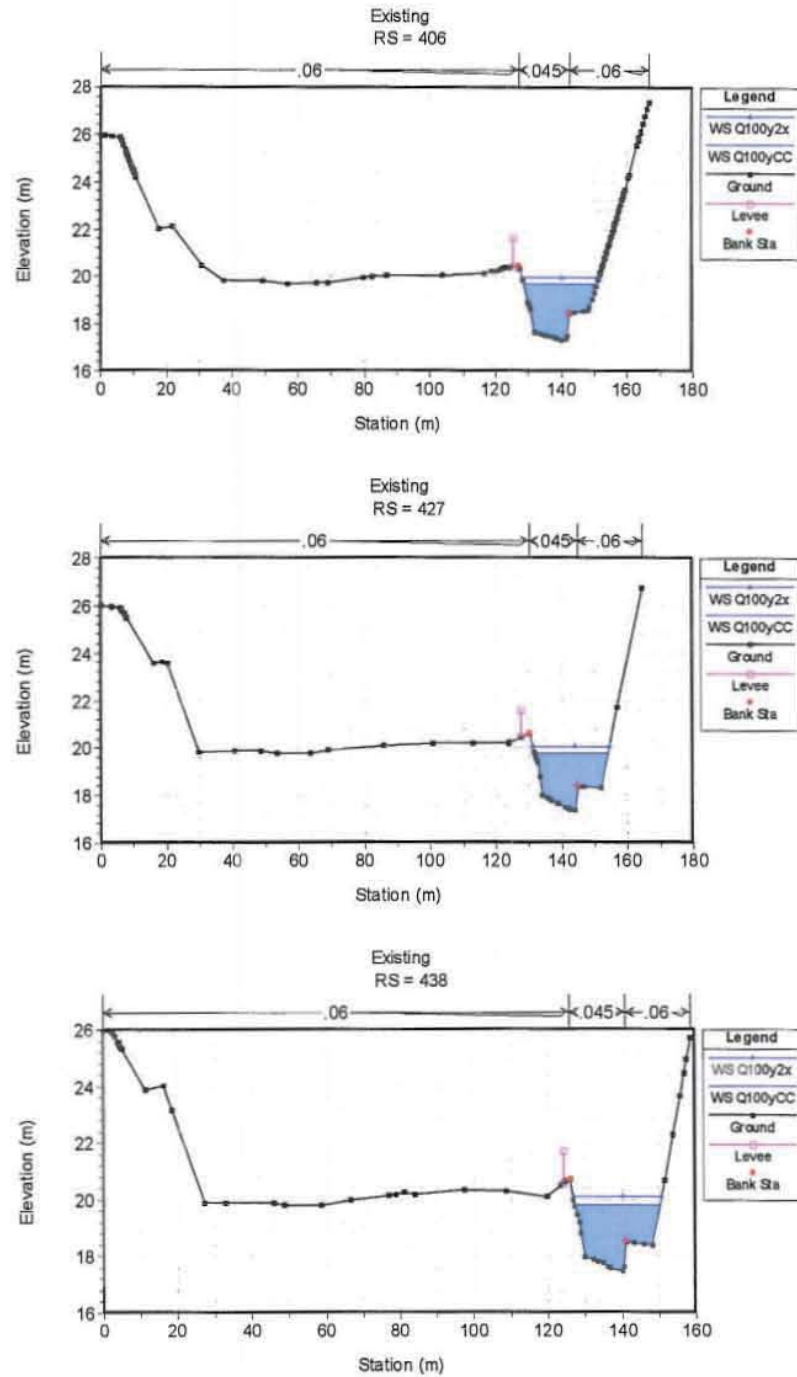 Existing
RS = 406
.06
.045
.06
28
26
24
22
20
18
16
Elevation (m)
0
20
40
60
80
100
120
140
160
180
Station (m)
Legend
WS Q100y2x
WS Q100yCC
Ground
Levee
Bank Sta
Existing
RS = 427
.06
.045
.06
28
26
24
22
20
18
16
Elevation (m)
0
20
40
60
80
100
120
140
160
180
Station (m)
Legend
WS Q100y2x
WS Q100yCC
Ground
Levee
Bank Sta
Existing
RS = 438
.06
.045
.06
26
24
22
20
18
16
Elevation (m)
0
20
40
60
80
100
120
140
160
Station (m)
Legend
WS Q100y2x
WS Q100yCC
Ground
Levee
Bank Sta